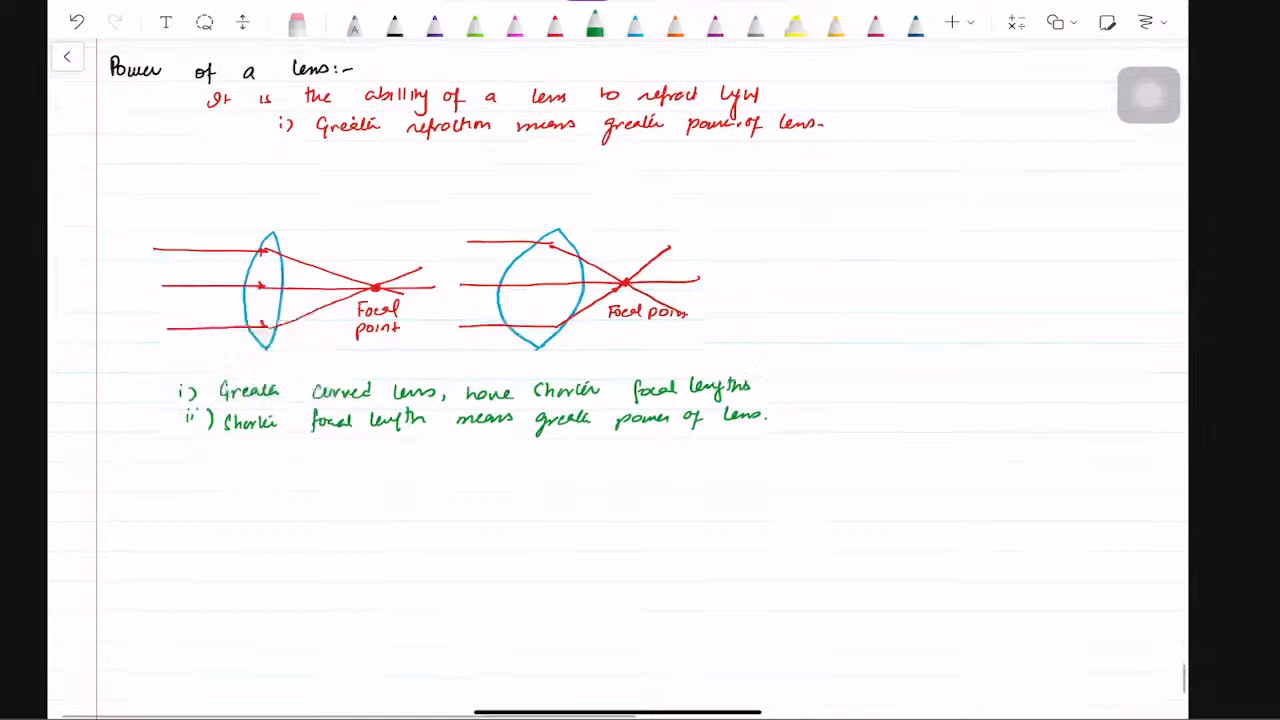 Power of a lens:-
It is the ability of a lens to refract light
i) Greater refraction means greater power of lens.
Focal point
Focal point
i) Greater curved lens, have shorter focal lengths
ii) Shorter focal length means greater power of lens.